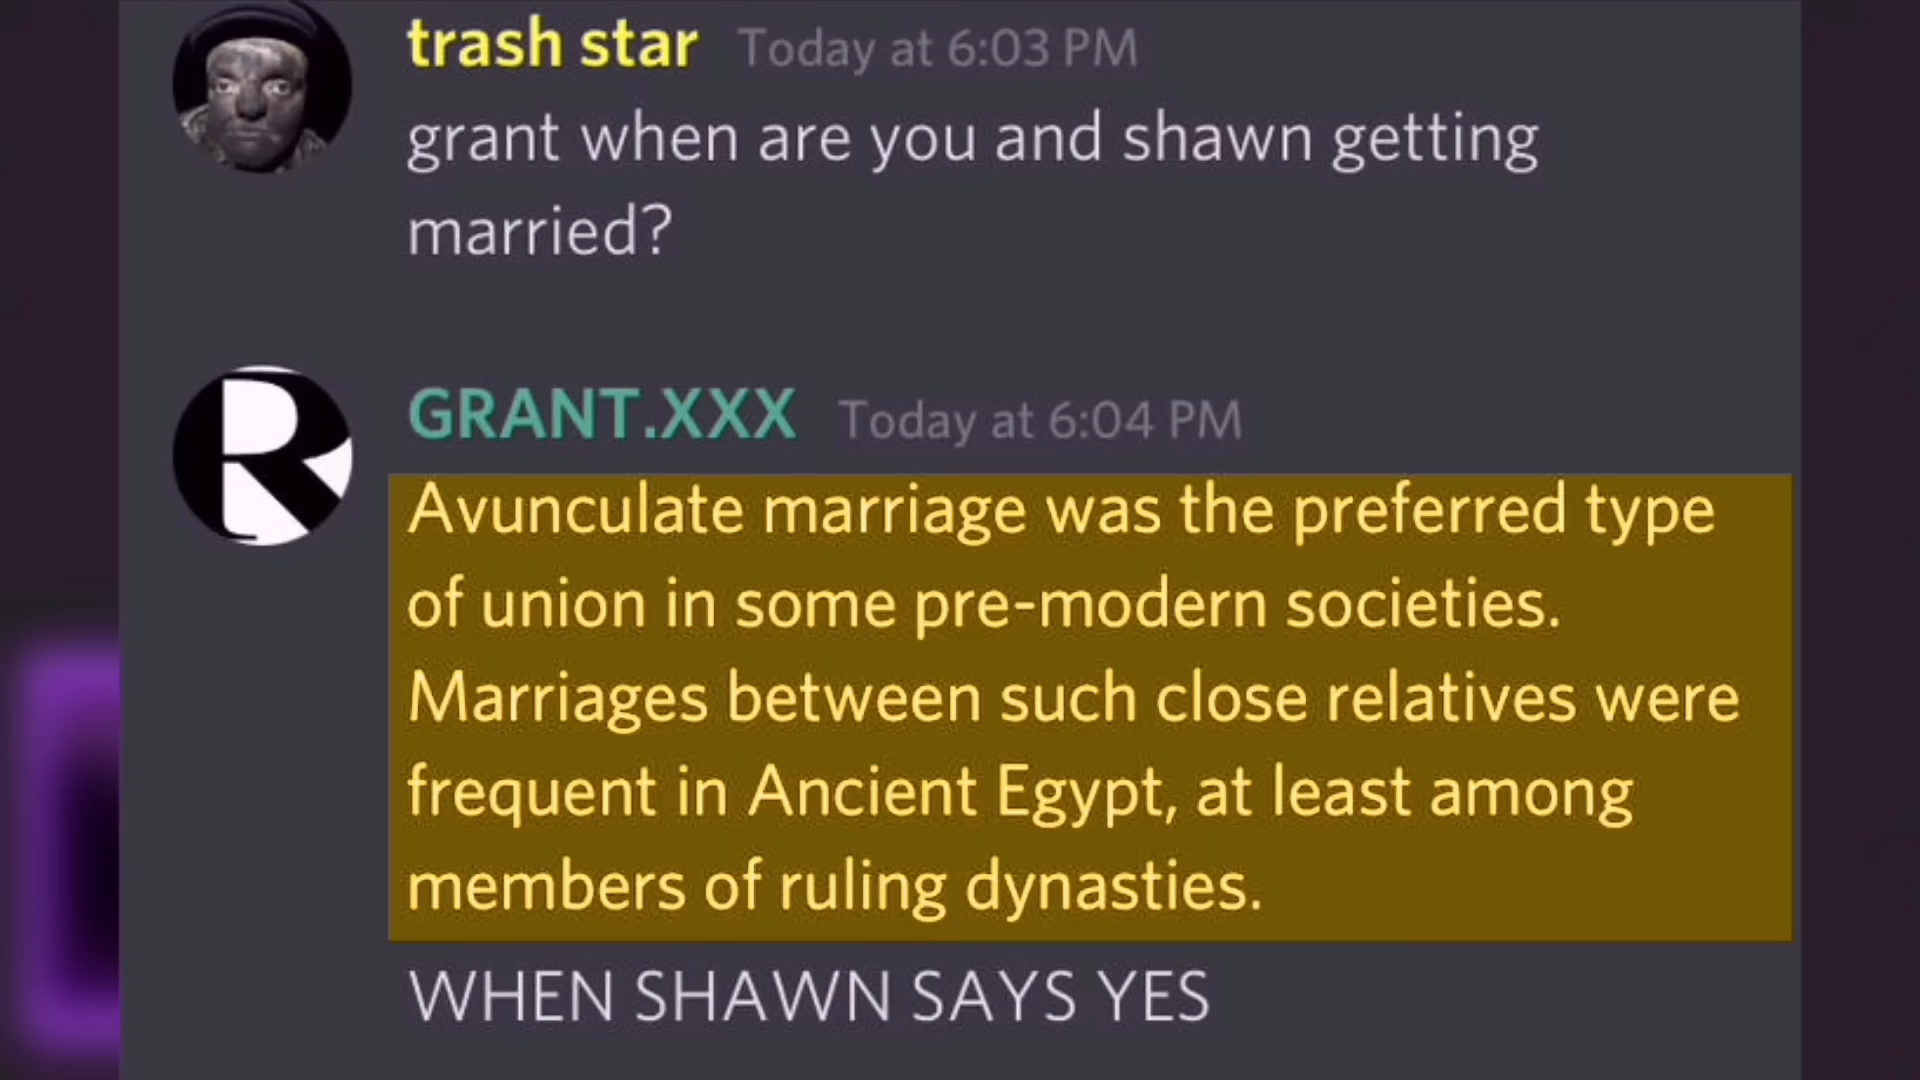 trash star Today at 6:03 PM
grant when are you and shawn getting
married?
R
GRANT.XXX Today at 6:04 PM
Avunculate marriage was the preferred type
of union in some pre-modern societies.
Marriages between such close relatives were
frequent in Ancient Egypt, at least among
members of ruling dynasties.
WHEN SHAWN SAYS YES